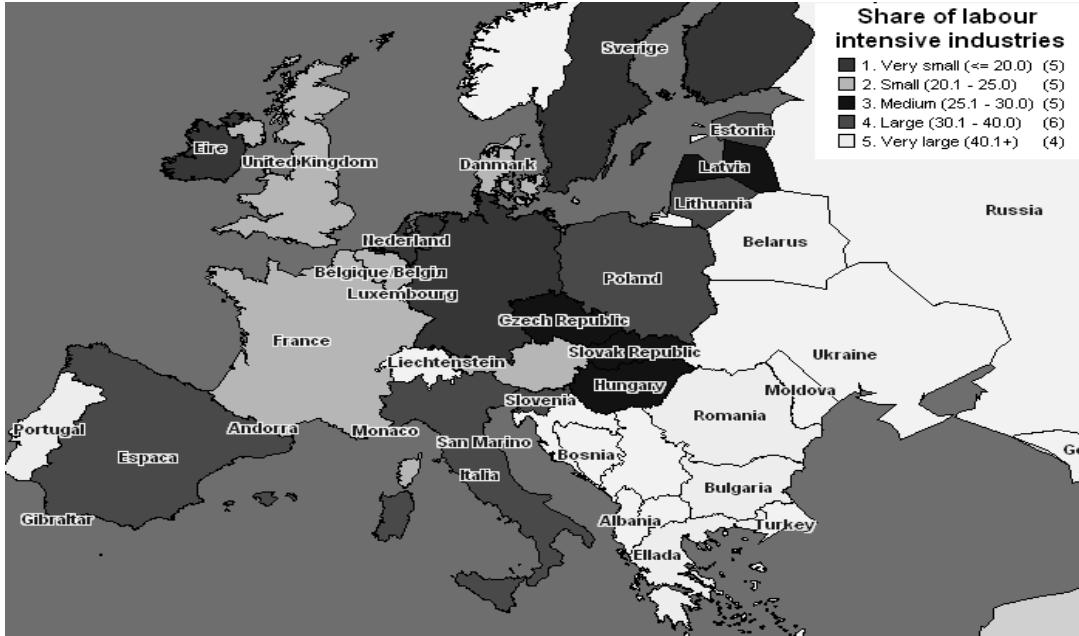 Share of labour
intensive industries
1. Very small (<= 20.0) (5)
2. Small (20.1 - 25.0) (5)
3. Medium (25.1 - 30.0) (5)
4. Large (30.1 - 40.0) (6)
5. Very large (40.1+) (4)
Sverige
Estonia
Eire
United Kingdom
Danmark
Latvia
Lithuania
Russia
Nederland
Belarus
Belgique/Belgin
Poland
Luxembourg
Czech Republic
France
Slovak Republic
Ukraine
Liechtenstein
Hungary
Moldova
Slovenia
Romania
Portugal
Andorra
Monaco
San Marino
Espaca
Bosnia
Ge
Italia
Bulgaria
Gibraltar
Albania
Turkey
Ellada